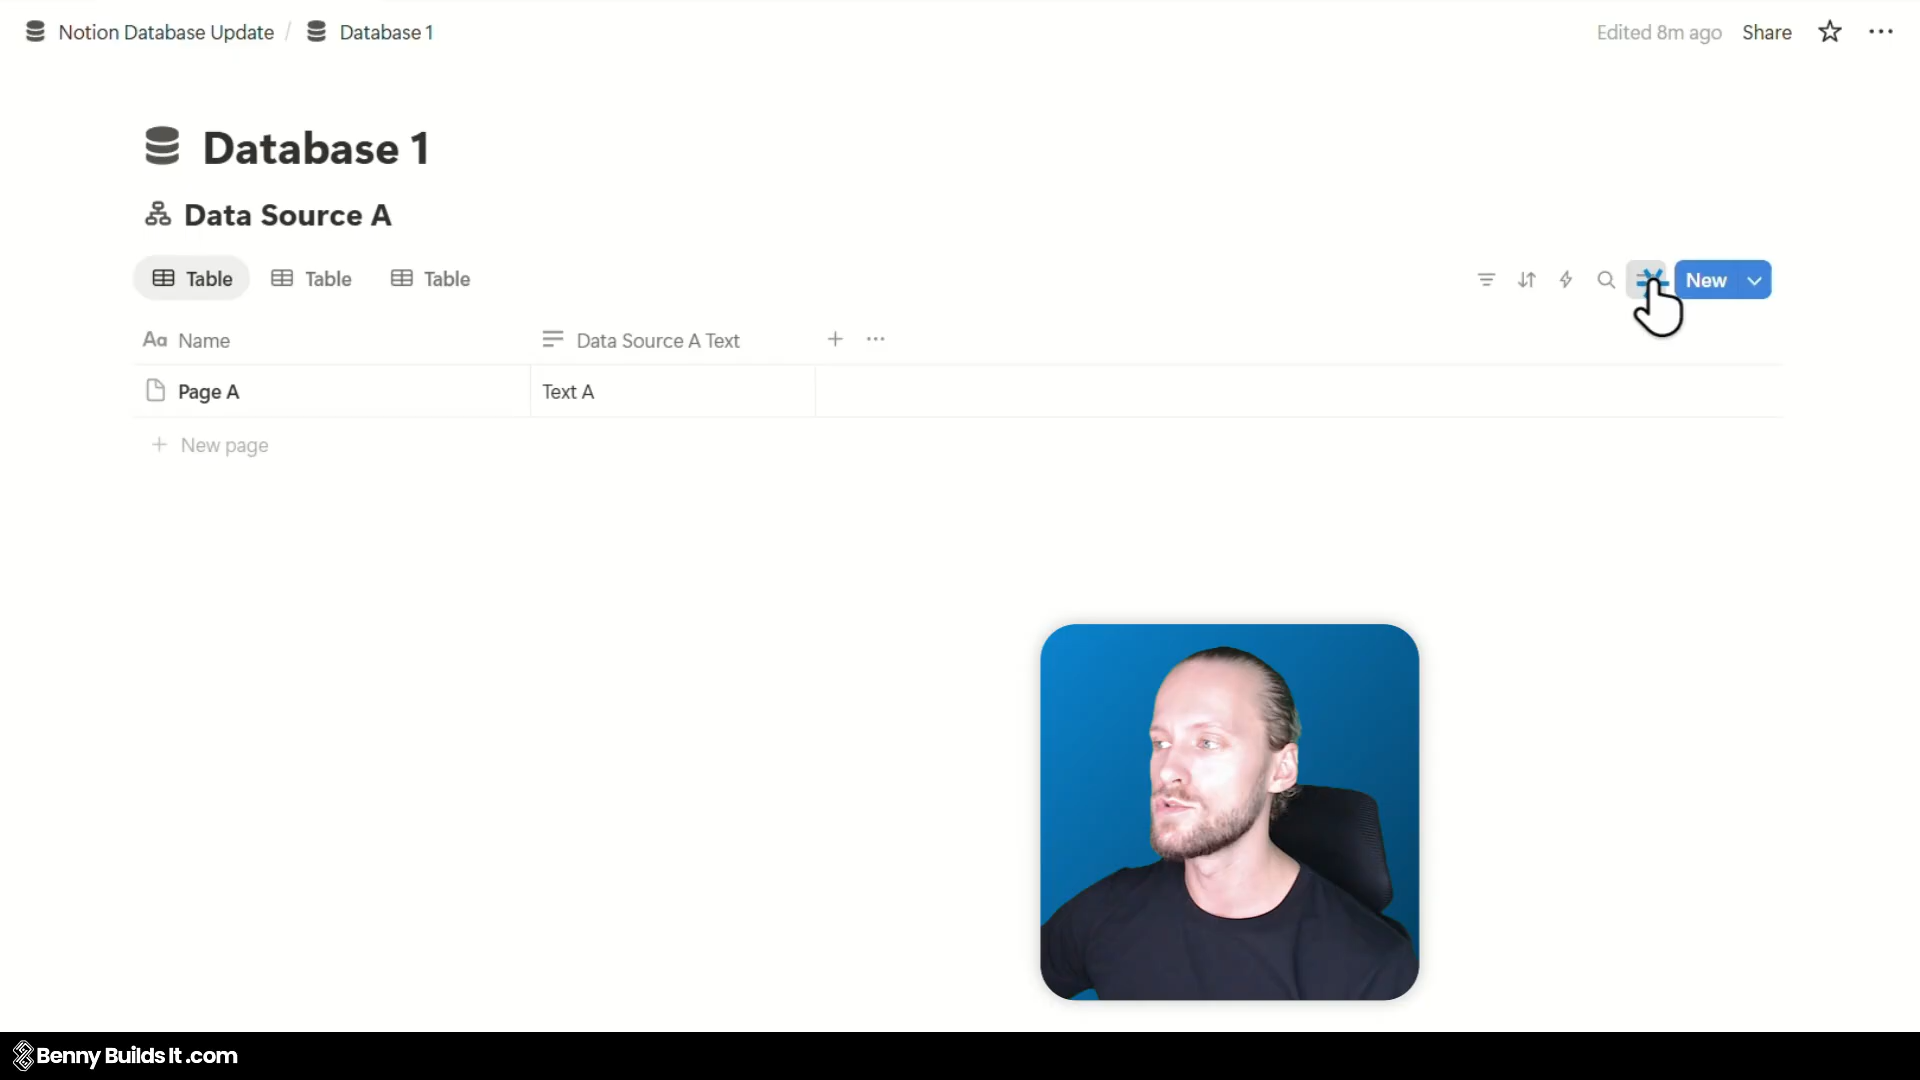 Notion Database Update / Database 1
Edited 8m ago Share
Database 1
Data Source A
Table Table Table
New
Aa Name Data Source A Text
Page A Text A
New page
Benny Builds It .com